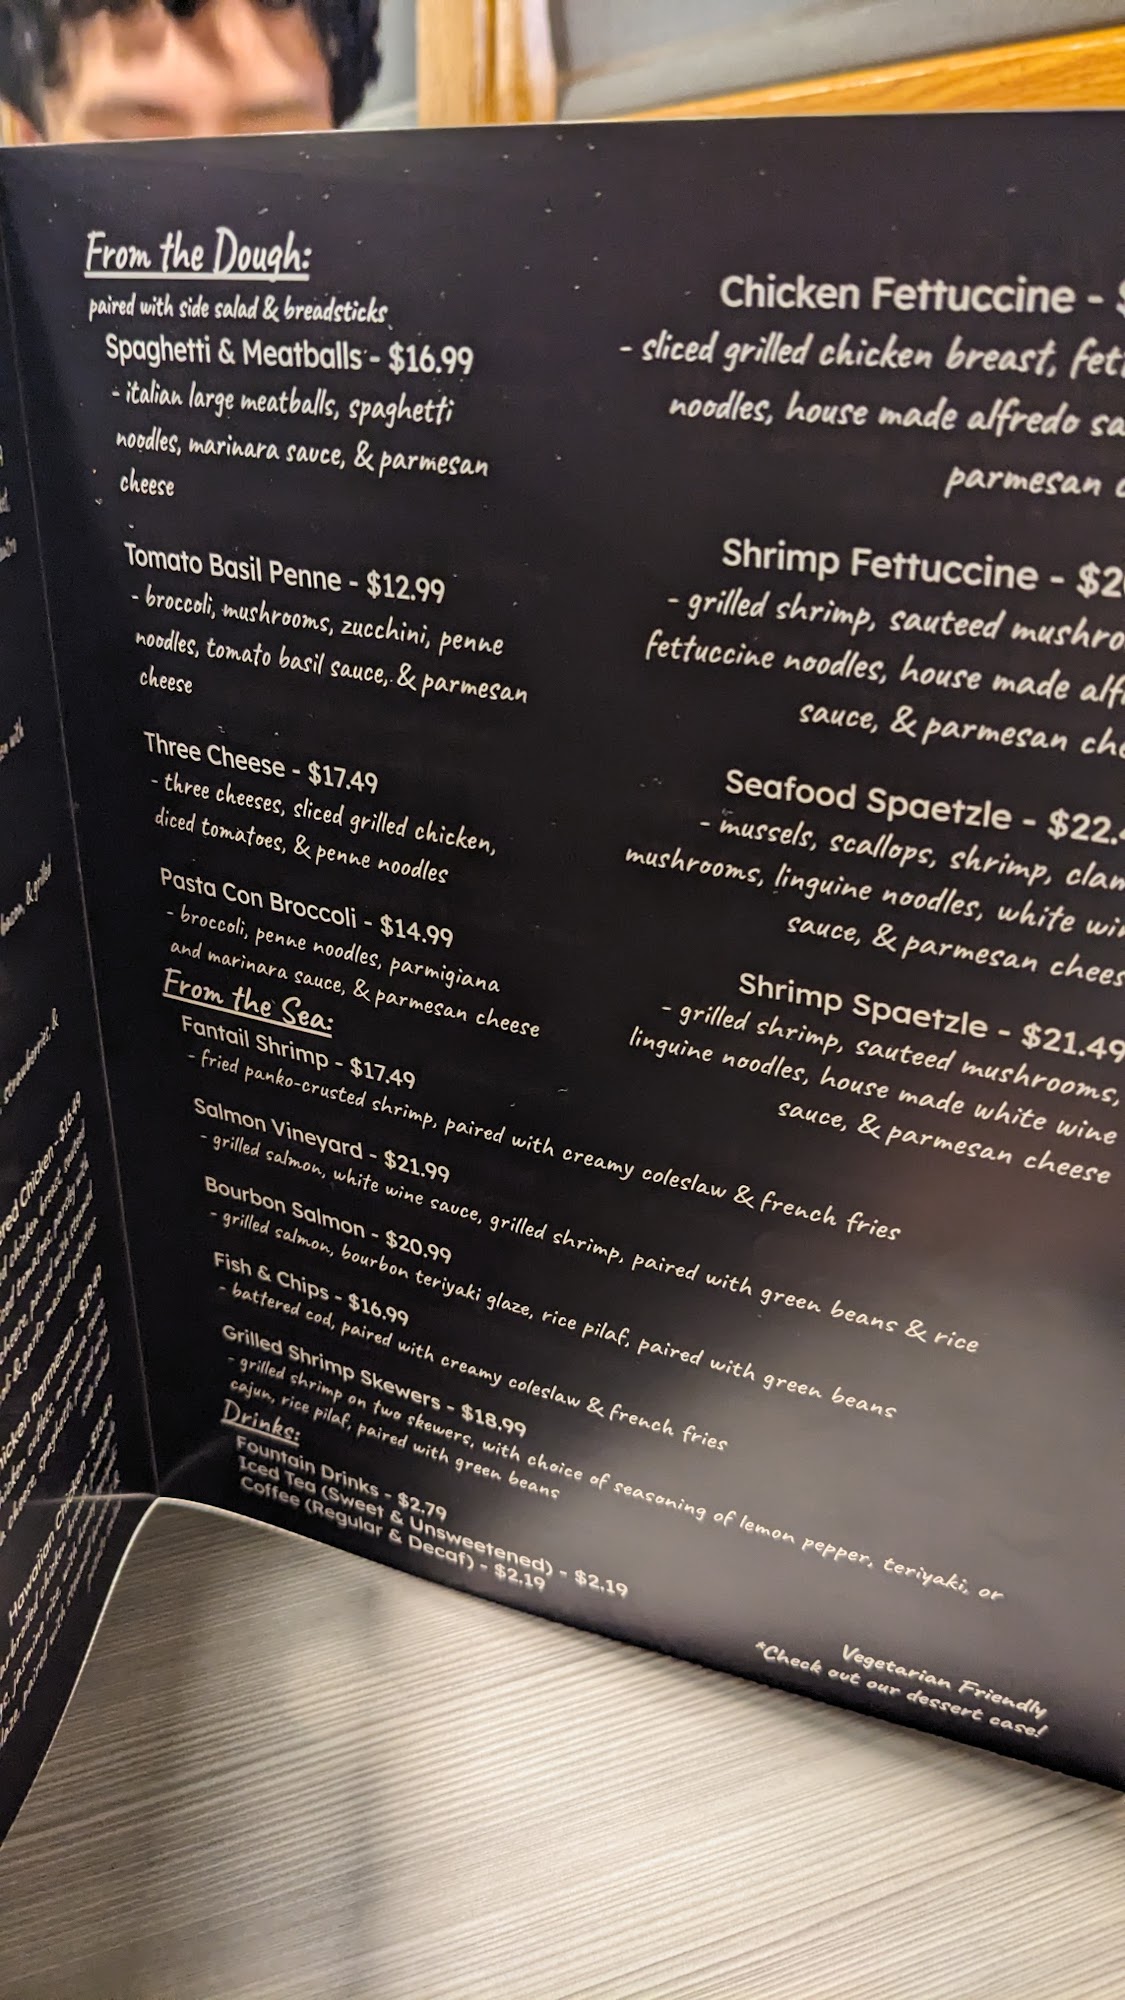 From the Dough:
paired with side salad & breadsticks
Spaghetti & Meatballs - $16.99
- italian large meatballs, spaghetti
noodles, marinara sauce, & parmesan
cheese
Tomato Basil Penne - $12.99
- broccoli, mushrooms, zucchini, penne
noodles, tomato basil sauce, & parmesan
cheese
Three Cheese - $17.49
- three cheeses, sliced grilled chicken,
diced tomatoes, & penne noodles
Pasta Con Broccoli - $14.99
- broccoli, penne noodles, parmigiana
and marinara sauce, & parmesan cheese
Chicken Fettuccine -
- sliced grilled chicken breast,
noodles, house made alfredo
parmesan
Shrimp Fettuccine -
- grilled shrimp, sauteed
fettuccine noodles, house made
sauce, & parmesan
Seafood Spaetzle - $22.
- mussels, scallops, shrimp,
mushrooms, linguine noodles, white
sauce, & parmesan
Shrimp Spaetzle - $21.49
- grilled shrimp, sauteed mushrooms,
linguine noodles, house made white wine
sauce, & parmesan cheese
From the Sea:
Fantail Shrimp - $17.49
- fried panko-crusted shrimp, paired with creamy coleslaw & french fries
Salmon Vineyard - $21.99
- grilled salmon, white wine sauce, grilled shrimp, paired with green beans & rice
Bourbon Salmon - $20.99
- grilled salmon, bourbon teriyaki glaze, rice pilaf, paired with green beans
Fish & Chips - $16.99
- battered cod, paired with creamy coleslaw & french fries
Grilled Shrimp Skewers - $18.99
- grilled shrimp on two skewers, with choice of seasoning of lemon pepper, teriyaki, or
cajun, rice pilaf, paired with green beans
Drinks:
Fountain Drinks - $2.79
Iced Tea (Sweet & Unsweetened) - $2.19
Coffee (Regular & Decaf) - $2.19
Vegetarian Friendly
*Check out our dessert case!